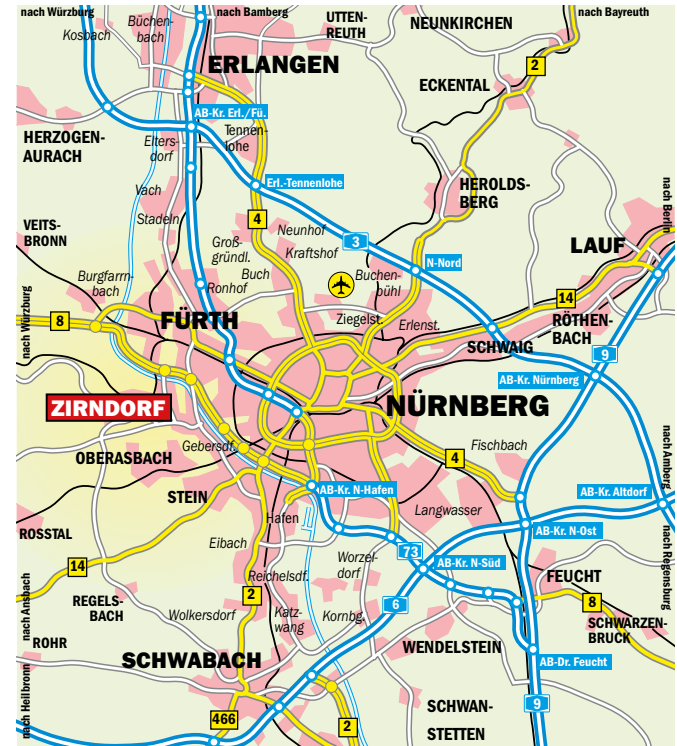 nach Würzburg
nach Bamberg
nach Bayreuth
Kosbach
Büchen-
bach
UTTEN-
REUTH
NEUNKIRCHEN
ERLANGEN
2
ECKENTAL
AB-Kr. Erl./Fü.
HERZOGEN-
AURACH
Elters-
dorf
Tennen-
lohe
Erl.-Tennenlohe
Vach
Stadeln
HEROLDS-
BERG
nach Berlin
VEITS-
BRONN
4
Neunhof
3
Groß-
gründl.
Kraftshof
LAUF
Buch
N-Nord
Burgfarrn-
bach
Ronhof
Buchen-
bühl
14
nach Würzburg
8
FÜRTH
Ziegelst.
Erlenst.
RÖTHEN-
BACH
SCHWAIG
9
AB-Kr. Nürnberg
ZIRNDORF
NÜRNBERG
Gebersdf.
Fischbach
nach Amberg
OBERASBACH
4
STEIN
AB-Kr. N-Hafen
AB-Kr. Altdorf
Langwasser
Hafen
ROSSTAL
AB-Kr. N-Ost
Eibach
73
Worzel-
dorf
AB-Kr. N-Süd
nach Regensburg
14
Reichelsdf.
FEUCHT
nach Ansbach
REGELS-
BACH
2
6
8
Wolkersdorf
Katz-
wang
Kornbg.
SCHWARZEN-
BRUCK
ROHR
WENDELSTEIN
SCHWABACH
AB-Dr. Feucht
nach Heilbronn
9
SCHWAN-
STETTEN
466
2